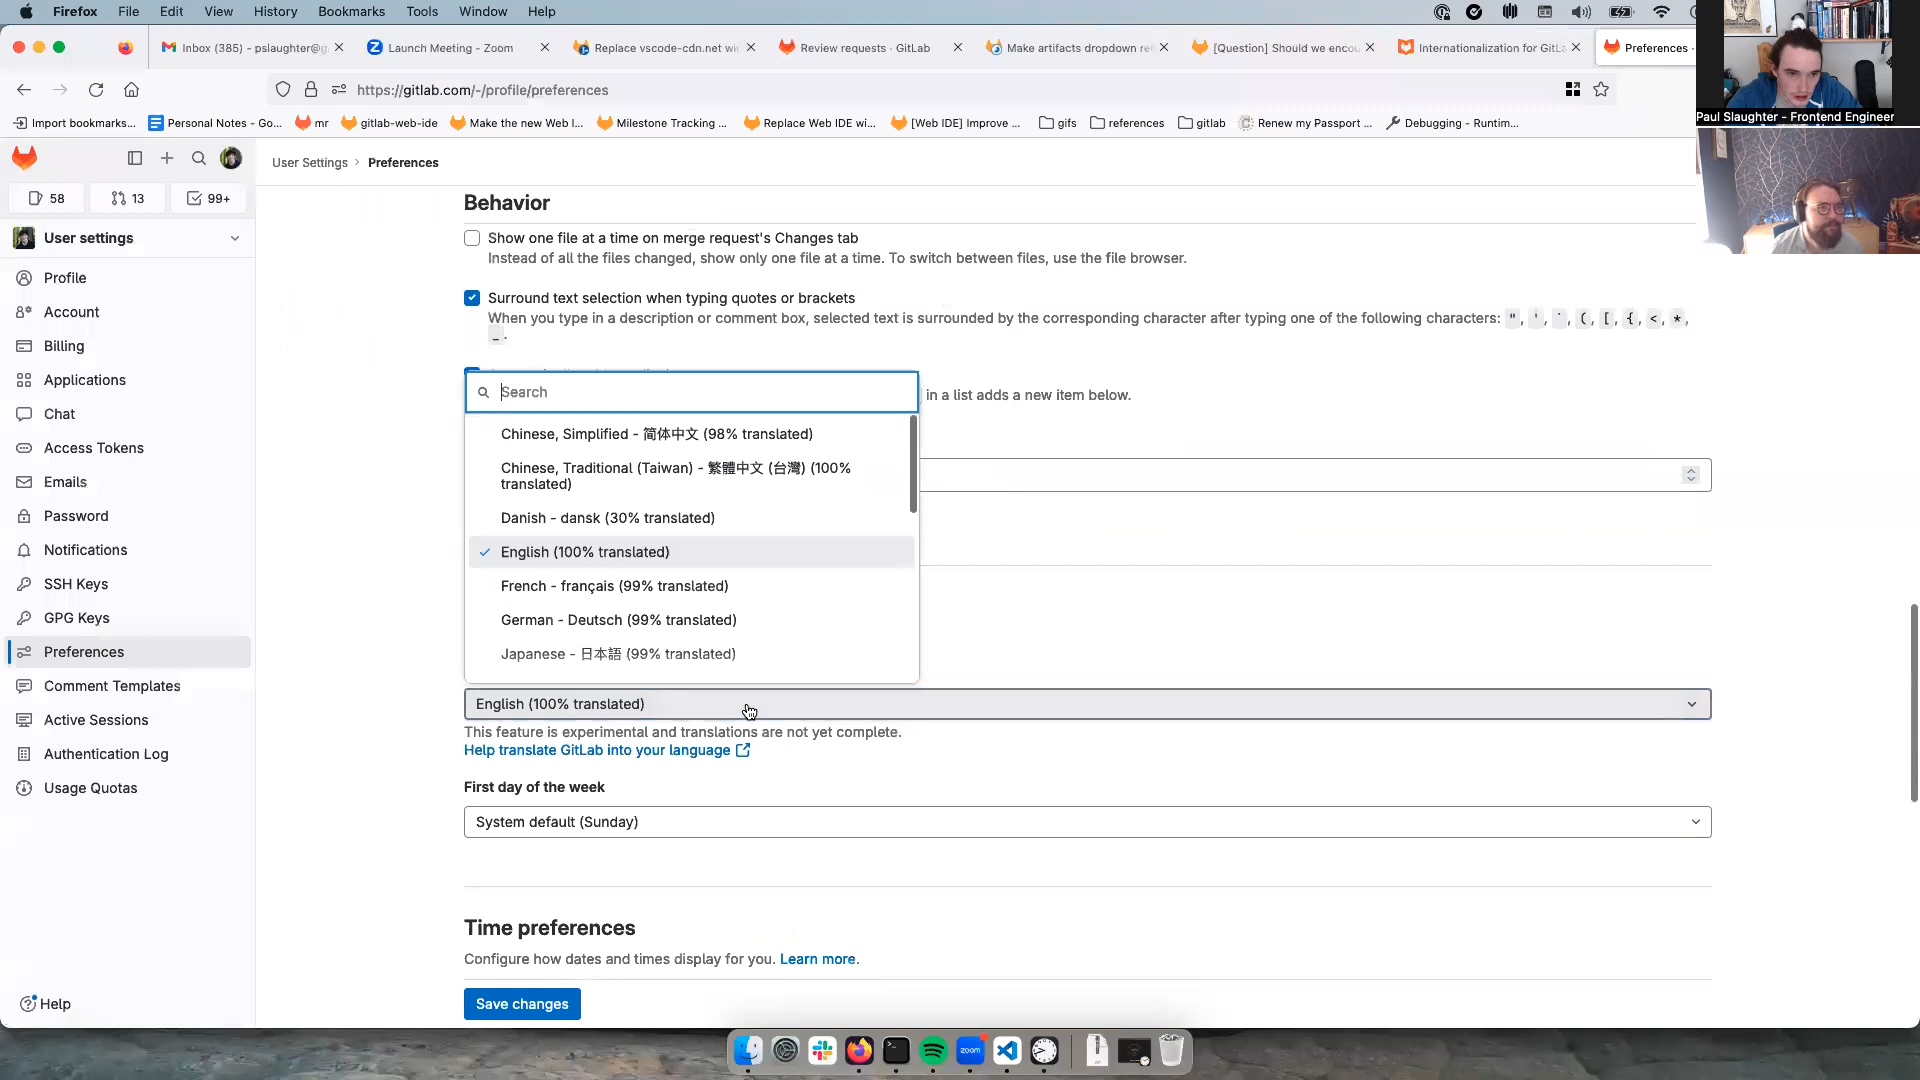 Firefox File Edit View History Bookmarks Tools Window Help
Inbox (385) - pslaughter@g
Launch Meeting - Zoom
Replace vscode-cdn.net wi
Review requests · GitLab
Make artifacts dropdown re
[Question] Should we encou
Internationalization for GitLa
Preferences ·
https://gitlab.com/-/profile/preferences
Import bookmarks...
Personal Notes - Go...
mr
gitlab-web-ide
Make the new Web I...
Milestone Tracking ...
Replace Web IDE wi...
[Web IDE] Improve ...
gifs
references
gitlab
Renew my Passport ...
Debugging - Runtim...
Paul Slaughter - Frontend Engineer
58
13
99+
User settings
Profile
Account
Billing
Applications
Chat
Access Tokens
Emails
Password
Notifications
SSH Keys
GPG Keys
Preferences
Comment Templates
Active Sessions
Authentication Log
Usage Quotas
Help
User Settings › Preferences
Behavior
Show one file at a time on merge request's Changes tab
Instead of all the files changed, show only one file at a time. To switch between files, use the file browser.
Surround text selection when typing quotes or brackets
When you type in a description or comment box, selected text is surrounded by the corresponding character after typing one of the following characters: ", ', `, (, [, {, <, *,
_.
in a list adds a new item below.
Search
Chinese, Simplified - 简体中文 (98% translated)
Chinese, Traditional (Taiwan) - 繁體中文 (台灣) (100%
translated)
Danish - dansk (30% translated)
English (100% translated)
French - français (99% translated)
German - Deutsch (99% translated)
Japanese - 日本語 (99% translated)
English (100% translated)
This feature is experimental and translations are not yet complete.
Help translate GitLab into your language
First day of the week
System default (Sunday)
Time preferences
Configure how dates and times display for you. Learn more.
Save changes
zoom